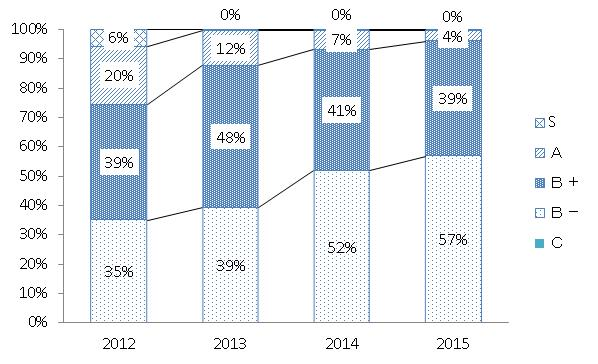 0% 0% 0%
100% 6% 12% 7% 4% S
90% 20% A
80% 48% 41% 39% B +
70% 39% B −
60% C
50%
40%
30% 35% 39% 52% 57%
20%
10%
0%
2012 2013 2014 2015